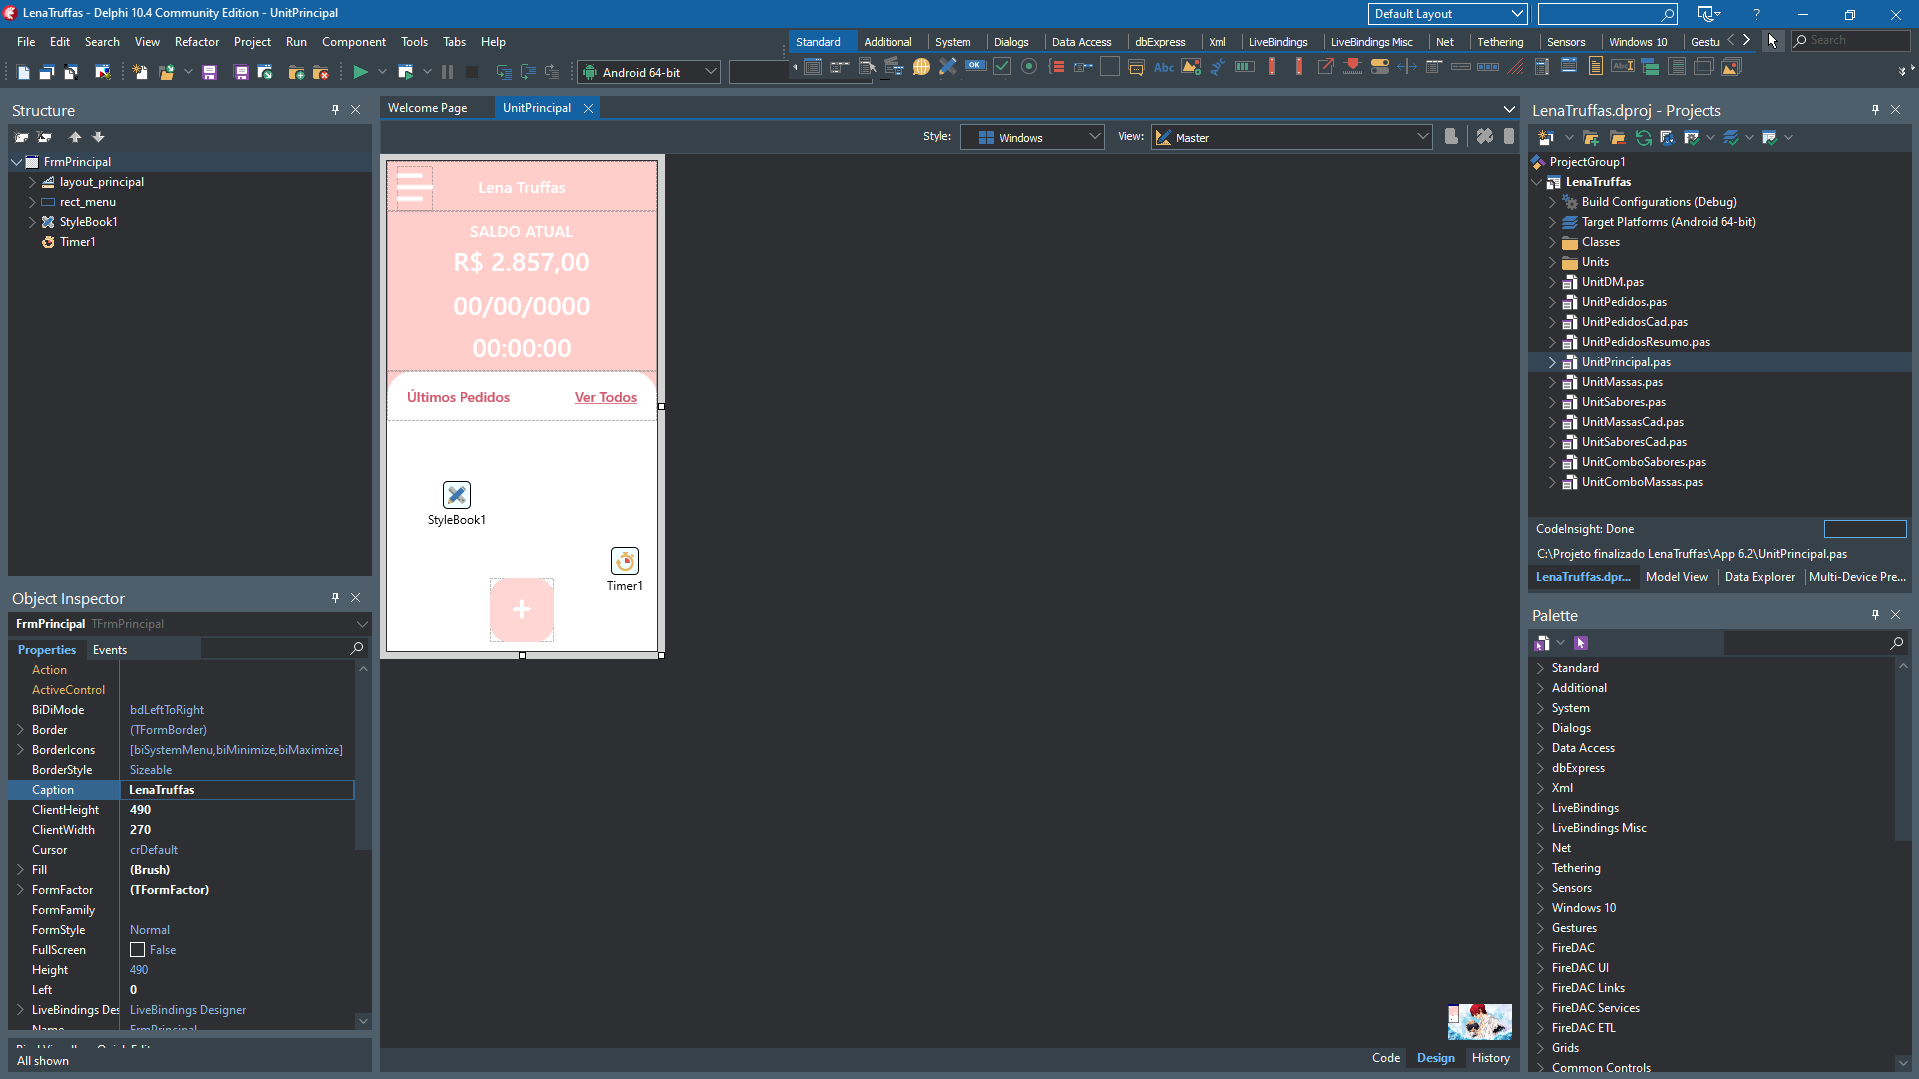 LenaTruffas - Delphi 10.4 Community Edition - UnitPrincipal
Default Layout
?
File Edit Search View Refactor Project Run Component Tools Tabs Help
Standard Additional System Dialogs Data Access dbExpress Xml LiveBindings LiveBindings Misc Net Tethering Sensors Windows 10 Gestu
Search
Android 64-bit
OK
Abc
Structure
FrmPrincipal
layout_principal
rect_menu
StyleBook1
Timer1
Object Inspector
FrmPrincipal TFrmPrincipal
Properties Events
Action
ActiveControl
BiDiMode bdLeftToRight
Border (TFormBorder)
BorderIcons [biSystemMenu,biMinimize,biMaximize]
BorderStyle Sizeable
Caption LenaTruffas
ClientHeight 490
ClientWidth 270
Cursor crDefault
Fill (Brush)
FormFactor (TFormFactor)
FormFamily
FormStyle Normal
FullScreen False
Height 490
Left 0
LiveBindings Des LiveBindings Designer
Name FrmPrincipal
All shown
Welcome Page UnitPrincipal
Style: Windows View: Master
Lena Truffas
SALDO ATUAL
R$ 2.857,00
00/00/0000
00:00:00
Últimos Pedidos Ver Todos
StyleBook1
Timer1
+
Code Design History
LenaTruffas.dproj - Projects
ProjectGroup1
LenaTruffas
Build Configurations (Debug)
Target Platforms (Android 64-bit)
Classes
Units
UnitDM.pas
UnitPedidos.pas
UnitPedidosCad.pas
UnitPedidosResumo.pas
UnitPrincipal.pas
UnitMassas.pas
UnitSabores.pas
UnitMassasCad.pas
UnitSaboresCad.pas
UnitComboSabores.pas
UnitComboMassas.pas
CodeInsight: Done
C:\Projeto finalizado LenaTruffas\App 6.2\UnitPrincipal.pas
LenaTruffas.dpr... Model View Data Explorer Multi-Device Pre...
Palette
Standard
Additional
System
Dialogs
Data Access
dbExpress
Xml
LiveBindings
LiveBindings Misc
Net
Tethering
Sensors
Windows 10
Gestures
FireDAC
FireDAC UI
FireDAC Links
FireDAC Services
FireDAC ETL
Grids
Common Controls